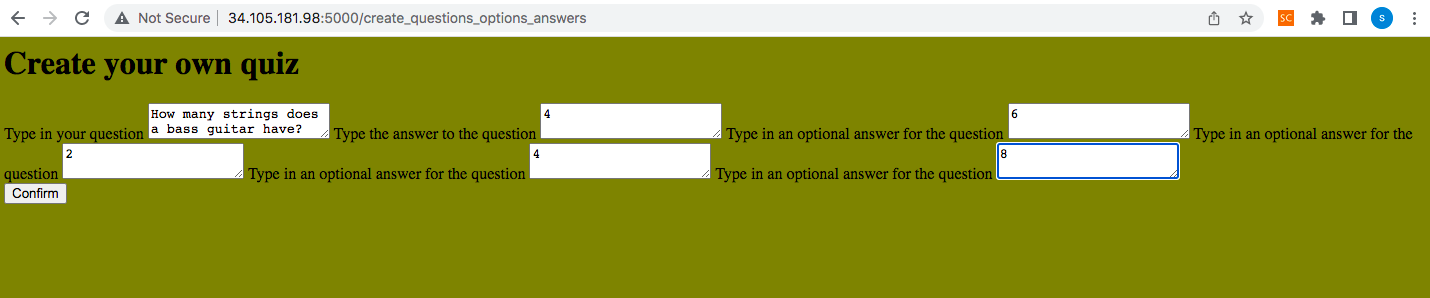 Not Secure 34.105.181.98:5000/create_questions_options_answers SC s
Create your own quiz
Type in your question How many strings does a bass guitar have? Type the answer to the question 4 Type in an optional answer for the question 6 Type in an optional answer for the
question 2 Type in an optional answer for the question 4 Type in an optional answer for the question 8
Confirm